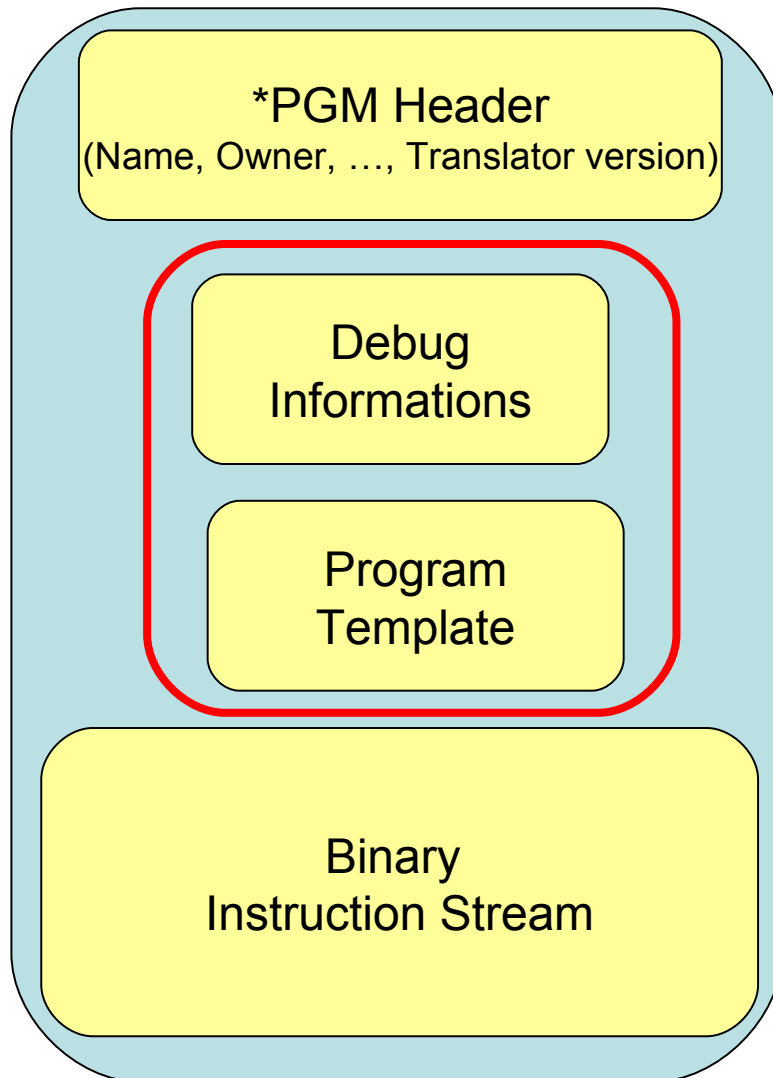 *PGM Header
(Name, Owner, …, Translator version)
Debug
Informations
Program
Template
Binary
Instruction Stream